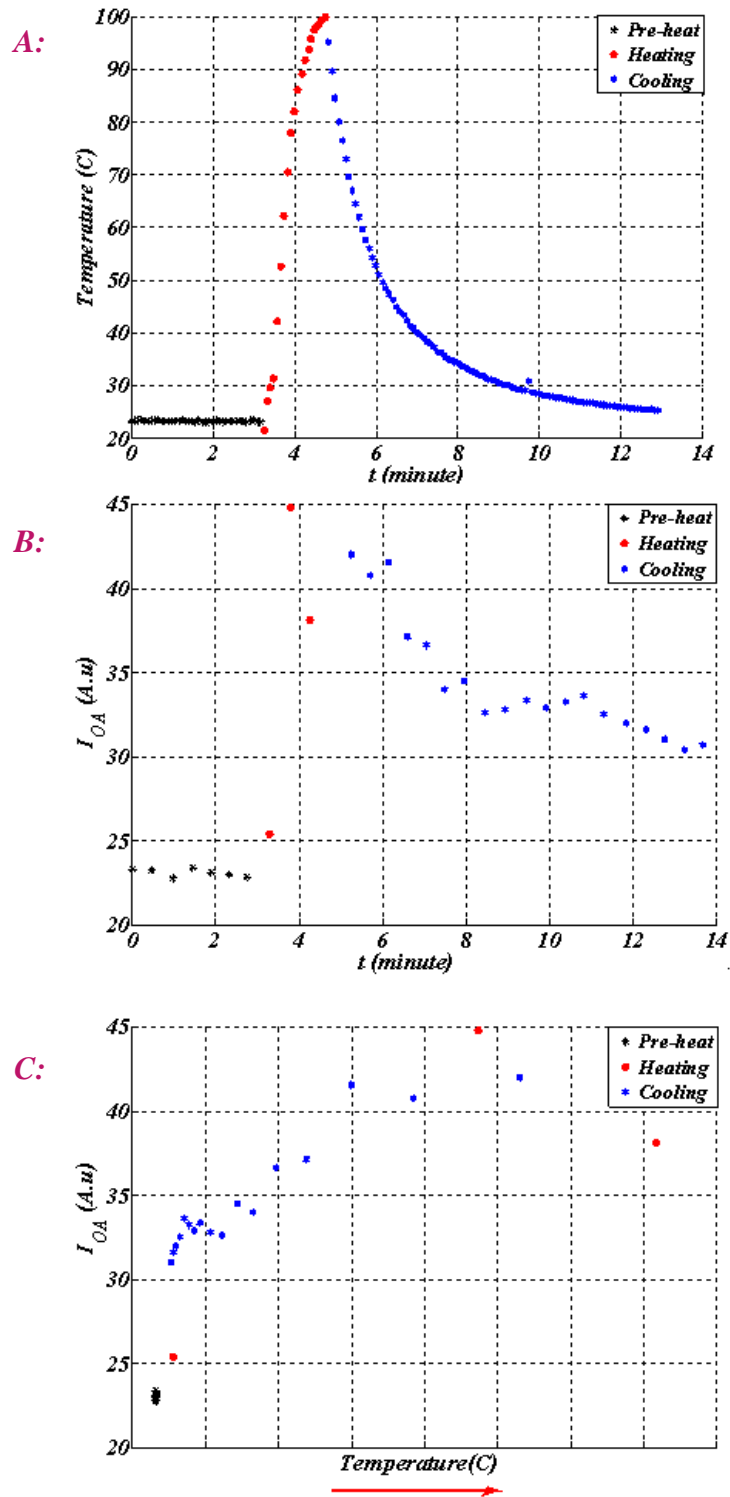 A:
100
90
80
70
60
50
40
30
20
Temperature (C)
Pre-heat
Heating
Cooling
0 2 4 6 8 10 12 14
t (minute)
B:
45
40
35
30
25
20
I_OA (A.u)
Pre-heat
Heating
Cooling
0 2 4 6 8 10 12 14
t (minute)
C:
45
40
35
30
25
20
I_OA (A.u)
Pre-heat
Heating
Cooling
Temperature(C)